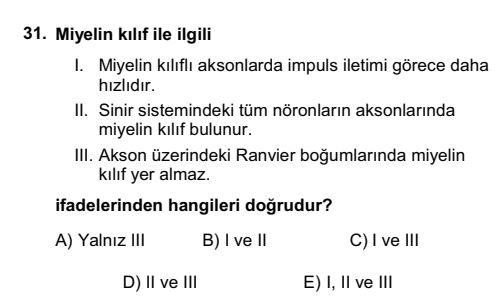 31. Miyelin kılıf ile ilgili
I. Miyelin kılıflı aksonlarda impuls iletimi görece daha
hızlıdır.
II. Sinir sistemindeki tüm nöronların aksonlarında
miyelin kılıf bulunur.
III. Akson üzerindeki Ranvier boğumlarında miyelin
kılıf yer almaz.
ifadelerinden hangileri doğrudur?
A) Yalnız III B) I ve II C) I ve III
D) II ve III E) I, II ve III